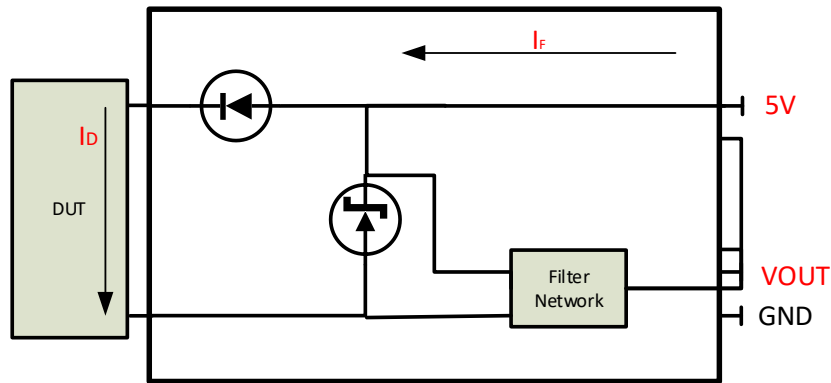 IF
5V
ID
DUT
Filter
Network
VOUT
GND